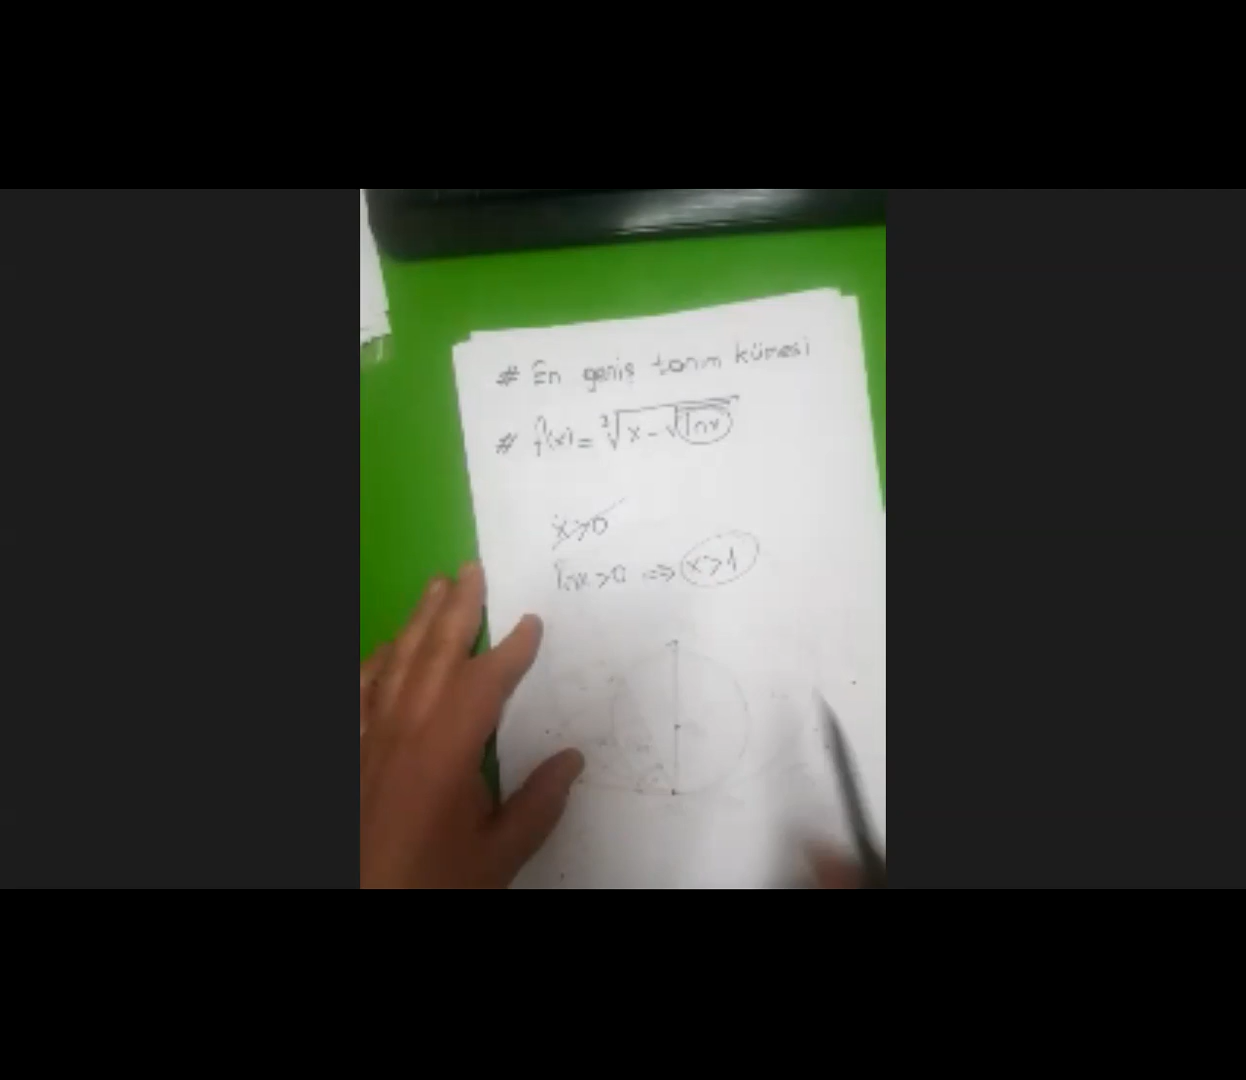 # En geniş tanım kümesi
# f(x) = ³√(x - √(lnx))
x>0
lnx>0 ⇒ x>1